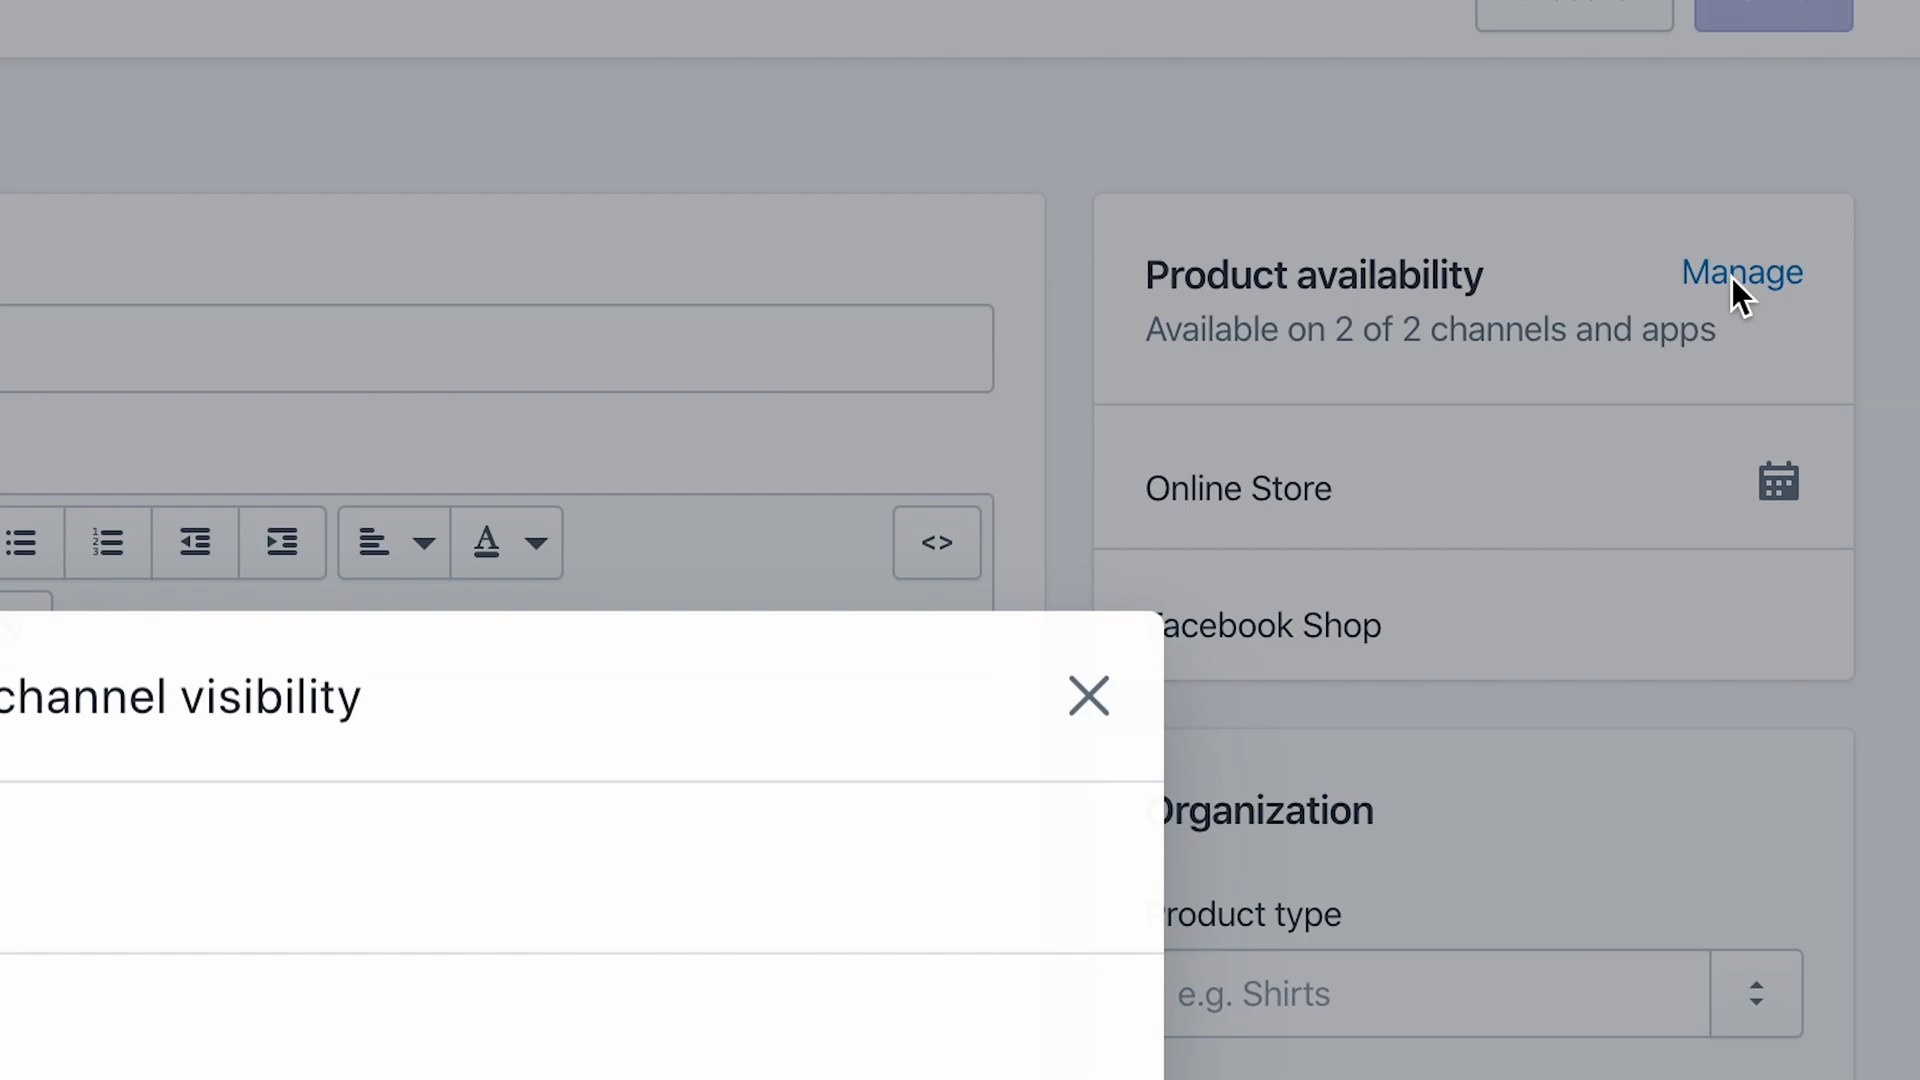 Product availability
Manage
Available on 2 of 2 channels and apps
Online Store
A
<>
acebook Shop
channel visibility
Organization
roduct type
e.g. Shirts